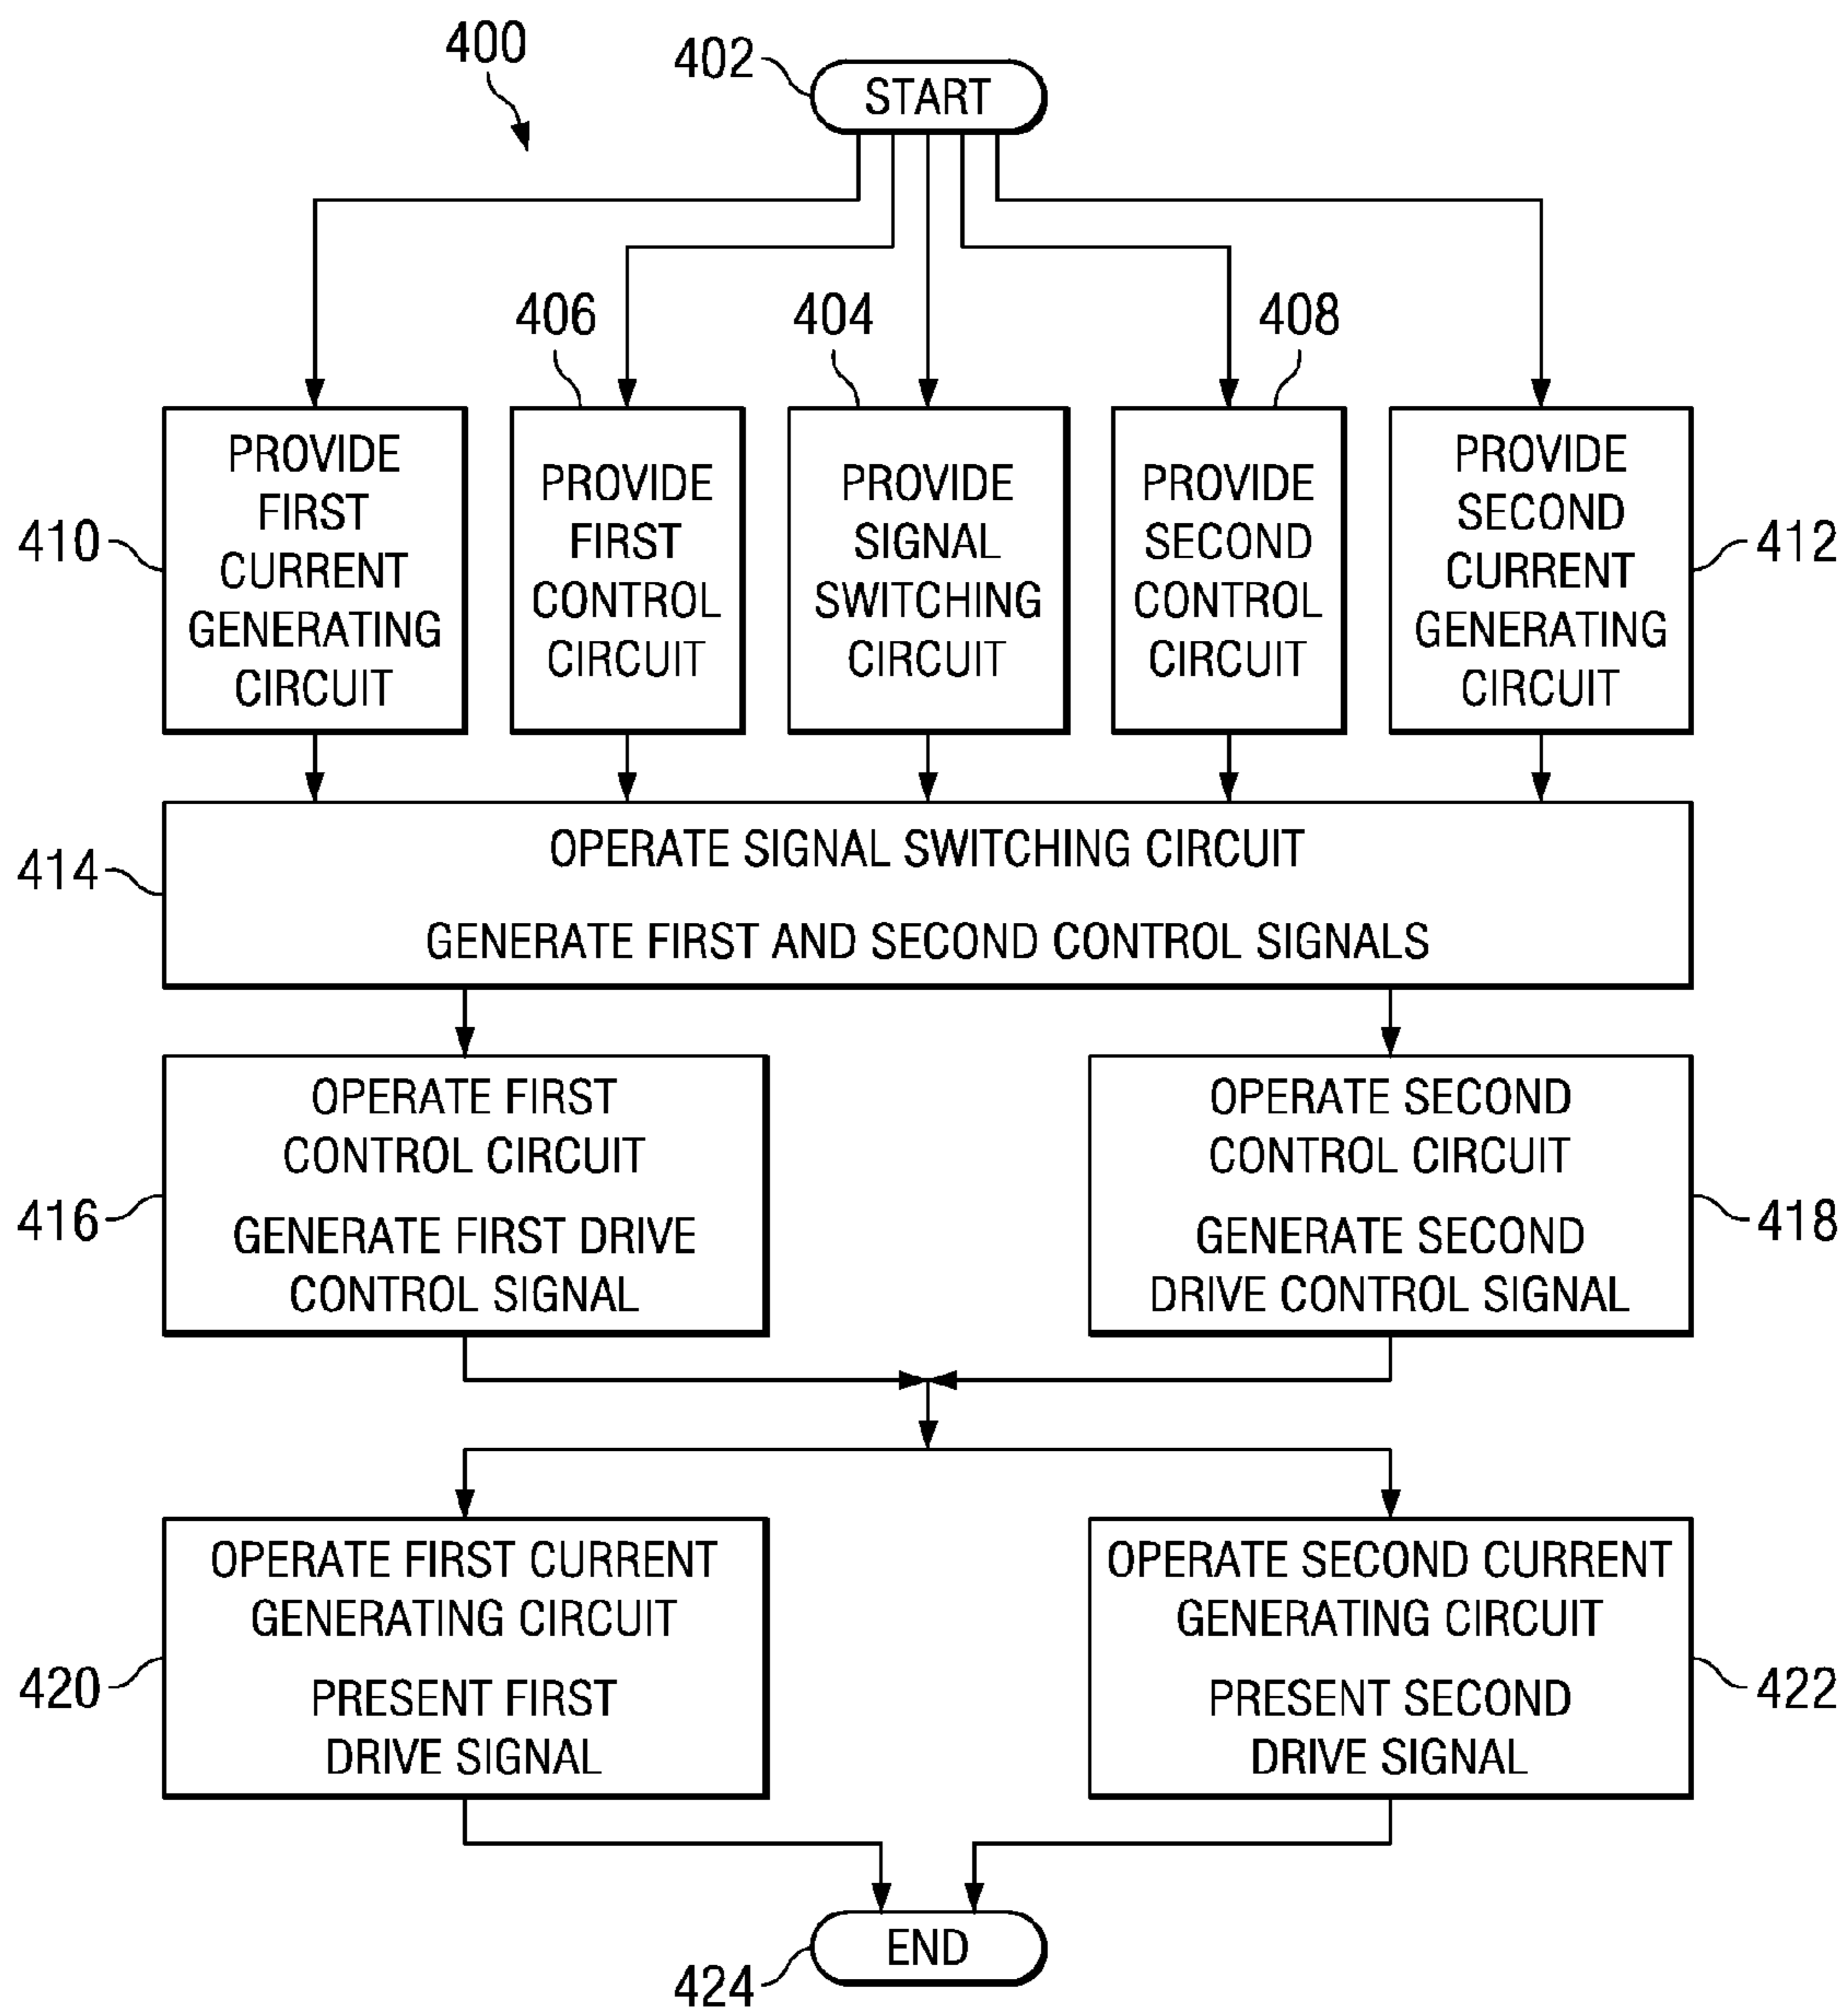 400
402
START
406
404
408
410
PROVIDE
FIRST
CURRENT
GENERATING
CIRCUIT
PROVIDE
FIRST
CONTROL
CIRCUIT
PROVIDE
SIGNAL
SWITCHING
CIRCUIT
PROVIDE
SECOND
CONTROL
CIRCUIT
PROVIDE
SECOND
CURRENT
GENERATING
CIRCUIT
412
414
OPERATE SIGNAL SWITCHING CIRCUIT
GENERATE FIRST AND SECOND CONTROL SIGNALS
416
OPERATE FIRST
CONTROL CIRCUIT
GENERATE FIRST DRIVE
CONTROL SIGNAL
OPERATE SECOND
CONTROL CIRCUIT
GENERATE SECOND
DRIVE CONTROL SIGNAL
418
420
OPERATE FIRST CURRENT
GENERATING CIRCUIT
PRESENT FIRST
DRIVE SIGNAL
OPERATE SECOND CURRENT
GENERATING CIRCUIT
PRESENT SECOND
DRIVE SIGNAL
422
END
424